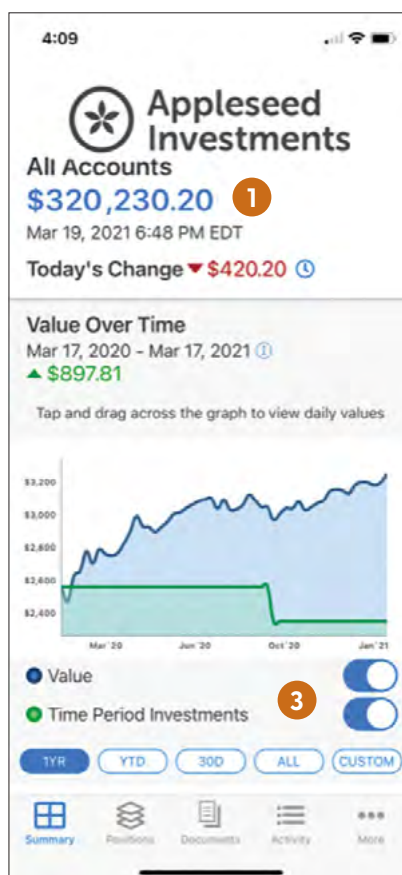 4:09
Appleseed
Investments
All Accounts
$320,230.20 1
Mar 19, 2021 6:48 PM EDT
Today's Change ▼ $420.20
Value Over Time
Mar 17, 2020 - Mar 17, 2021 ⓘ
▲ $897.81
Tap and drag across the graph to view daily values
$3,200
$3,000
$2,800
$2,600
$2,400
Mar'20 Jun'20 Oct'20 Jan'21
Value
Time Period Investments 3
1YR YTD 30D ALL CUSTOM
Summary Positions Documents Activity More